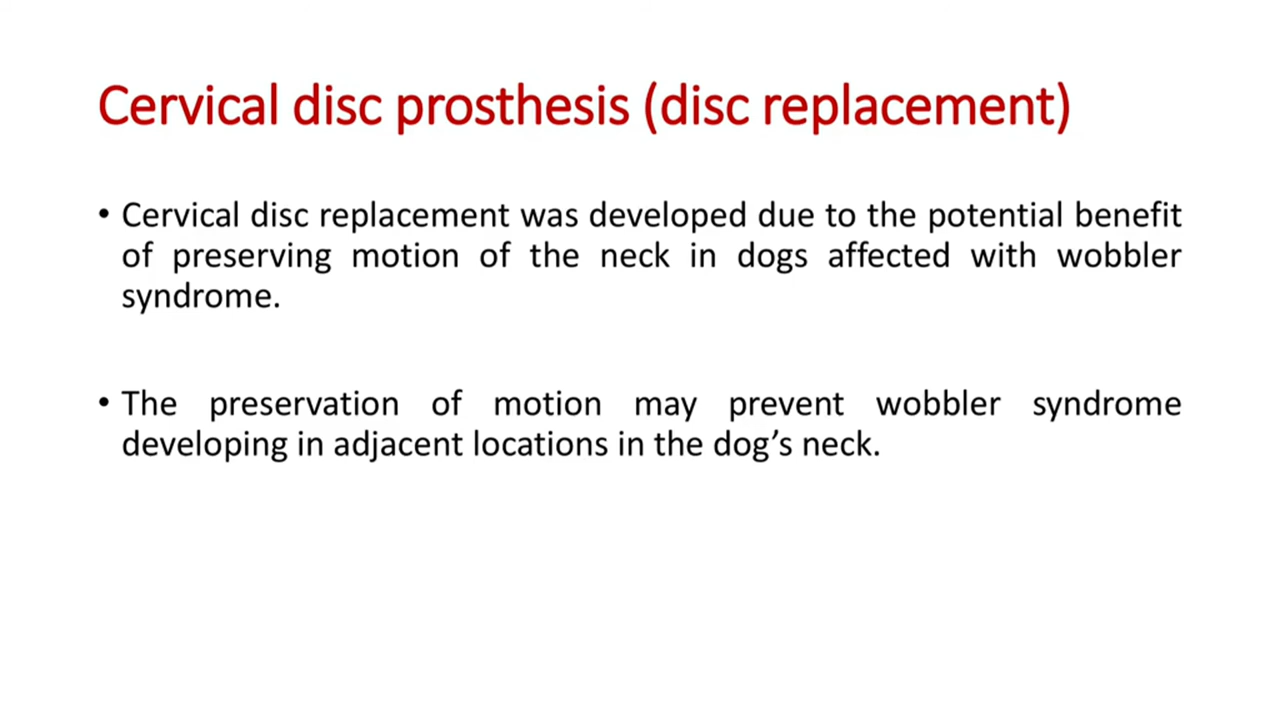 Cervical disc prosthesis (disc replacement)
• Cervical disc replacement was developed due to the potential benefit
of preserving motion of the neck in dogs affected with wobbler
syndrome.
• The preservation of motion may prevent wobbler syndrome
developing in adjacent locations in the dog’s neck.